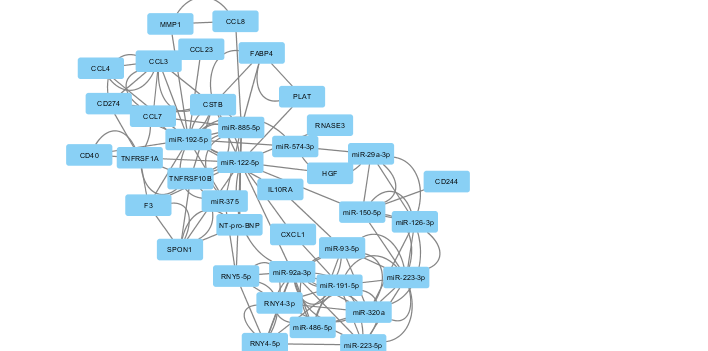 CCL8
MMP1
CCL23
FABP4
CCL3
CCL4
PLAT
CD274
CSTB
CCL7
RNASE3
miR-885-5p
miR-192-5p
miR-574-3p
miR-29a-3p
CD40
TNFRSF1A
miR-122-5p
HGF
TNFRSF10B
CD244
IL10RA
miR-375
F3
miR-150-5p
miR-126-3p
NT-pro-BNP
CXCL1
SPON1
miR-93-5p
RNY5-5p
miR-92a-3p
miR-223-3p
miR-191-5p
RNY4-3p
miR-320a
miR-486-5p
RNY4-5p
miR-223-5p